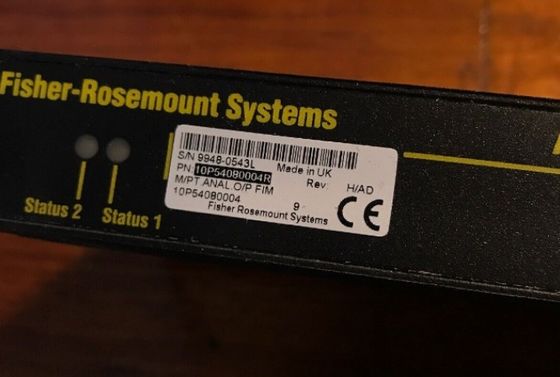 Fisher-Rosemount Systems
S/N 9948-0543L Made in UK
PN: 10P54080004R Rev: H/AD
M/PT ANAL.O/P FIM
10P54080004 9
Fisher Rosemount Systems
CE
Status 2
Status 1